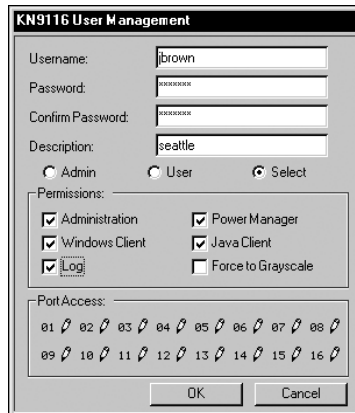 KN9116 User Management
Username: jbrown
Password: *******
Confirm Password: *******
Description: seattle
Admin User Select
Permissions:
Administration Power Manager
Windows Client Java Client
Log Force to Grayscale
Port Access:
01 02 03 04 05 06 07 08
09 10 11 12 13 14 15 16
OK Cancel